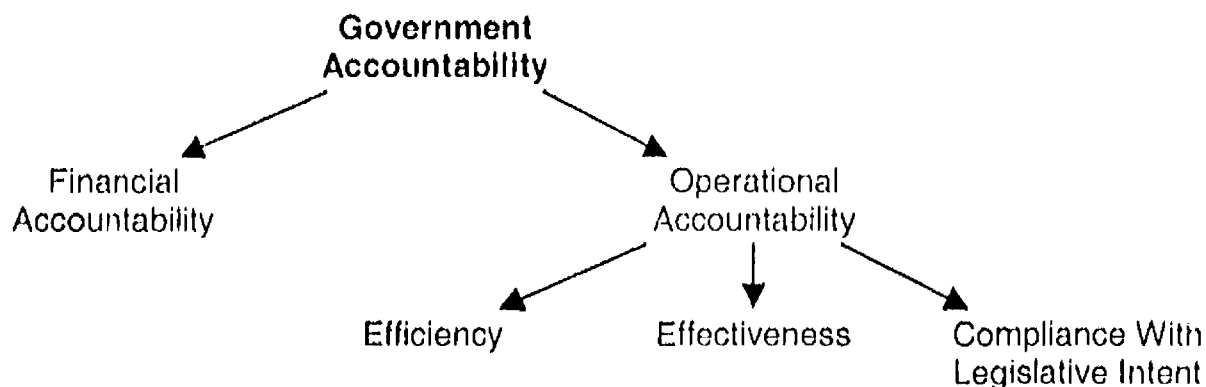 Government
Accountability
Financial
Accountability
Operational
Accountability
Efficiency
Effectiveness
Compliance With
Legislative Intent